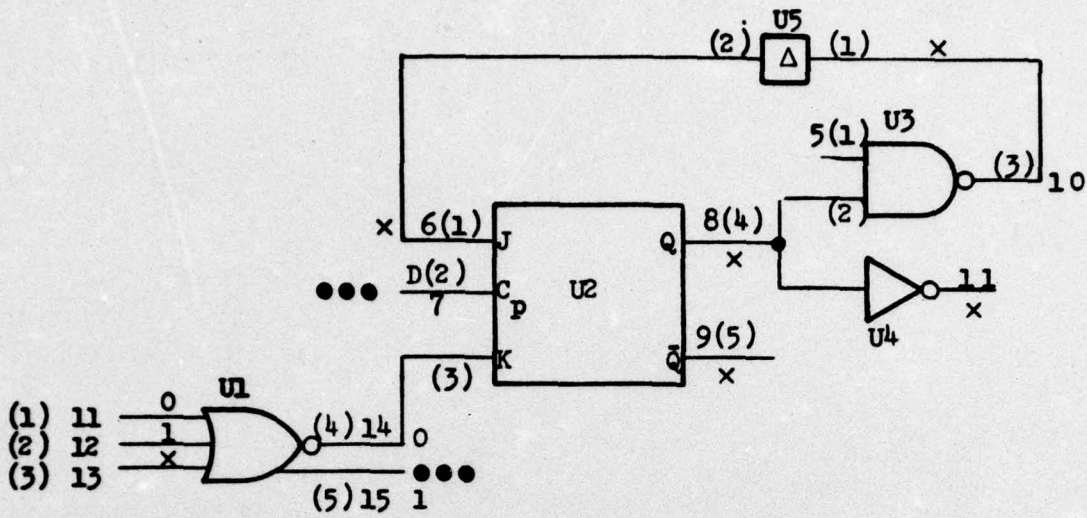 U5
(2) Δ (1) ×
U3
5(1)
(3) 10
(2)
× 6(1) J
Q 8(4)
×
D(2)
7 Cp
U2
11
×
U4
K
(3)
Q̄ 9(5)
×
U1
(1) 11 0
(2) 12 1
(3) 13 ×
(4) 14 0
(5) 15 1